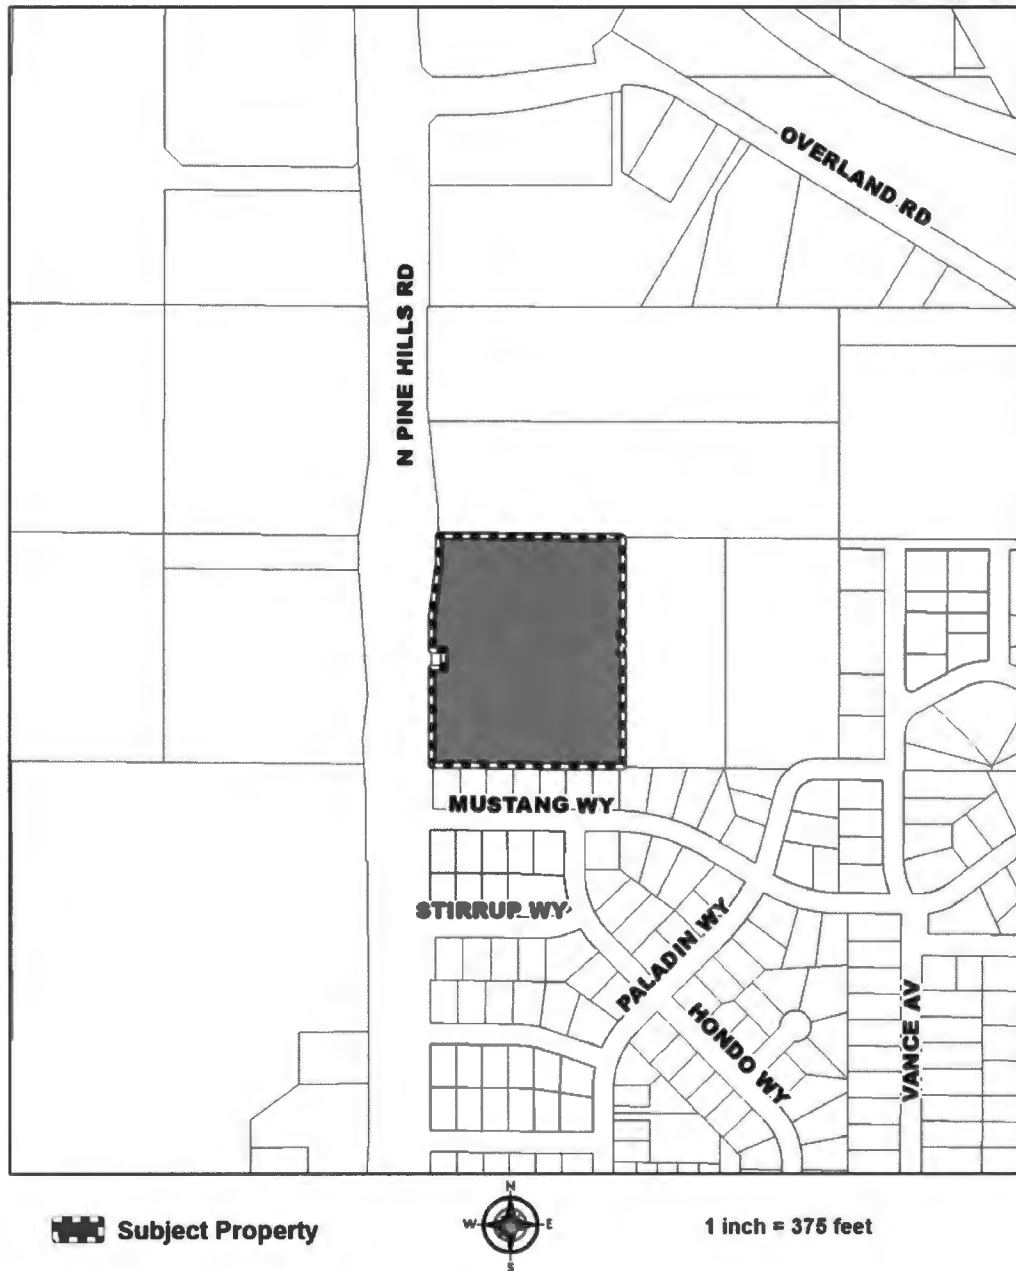 OVERLAND RD
N PINE HILLS RD
MUSTANG WY
STIRRUP WY
PALADIN WY
HONDO WY
VANCE AV
N
W E
S
Subject Property
1 inch = 375 feet